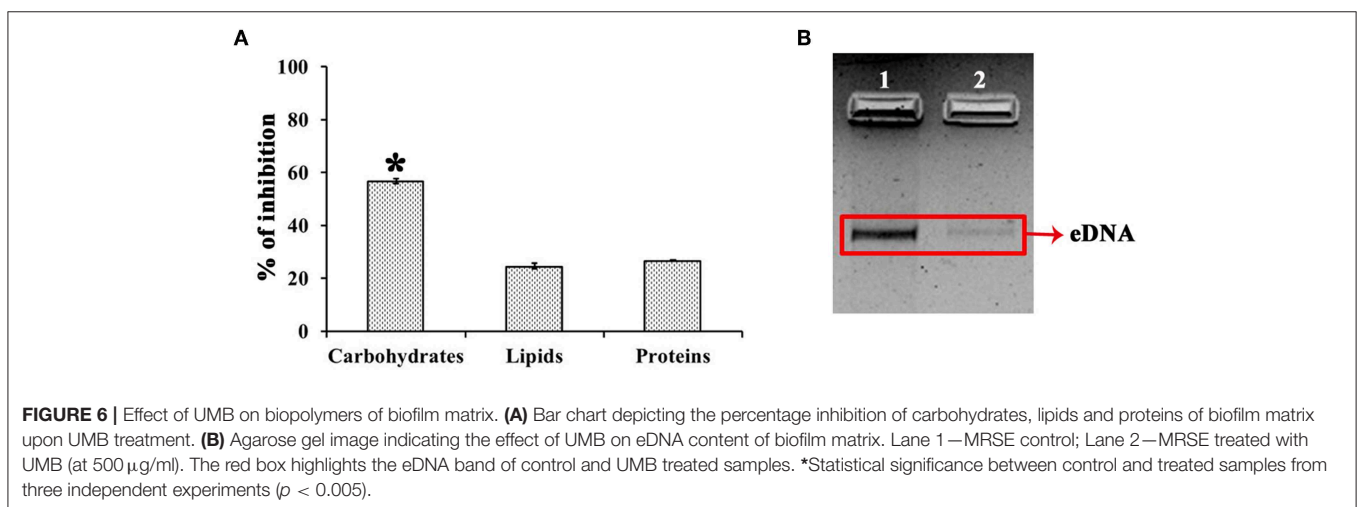 A
100
80
60
40
20
0
% of inhibition
*
Carbohydrates Lipids Proteins
B
1 2
eDNA
FIGURE 6 | Effect of UMB on biopolymers of biofilm matrix. (A) Bar chart depicting the percentage inhibition of carbohydrates, lipids and proteins of biofilm matrix
upon UMB treatment. (B) Agarose gel image indicating the effect of UMB on eDNA content of biofilm matrix. Lane 1—MRSE control; Lane 2—MRSE treated with
UMB (at 500 μg/ml). The red box highlights the eDNA band of control and UMB treated samples. *Statistical significance between control and treated samples from
three independent experiments (p < 0.005).